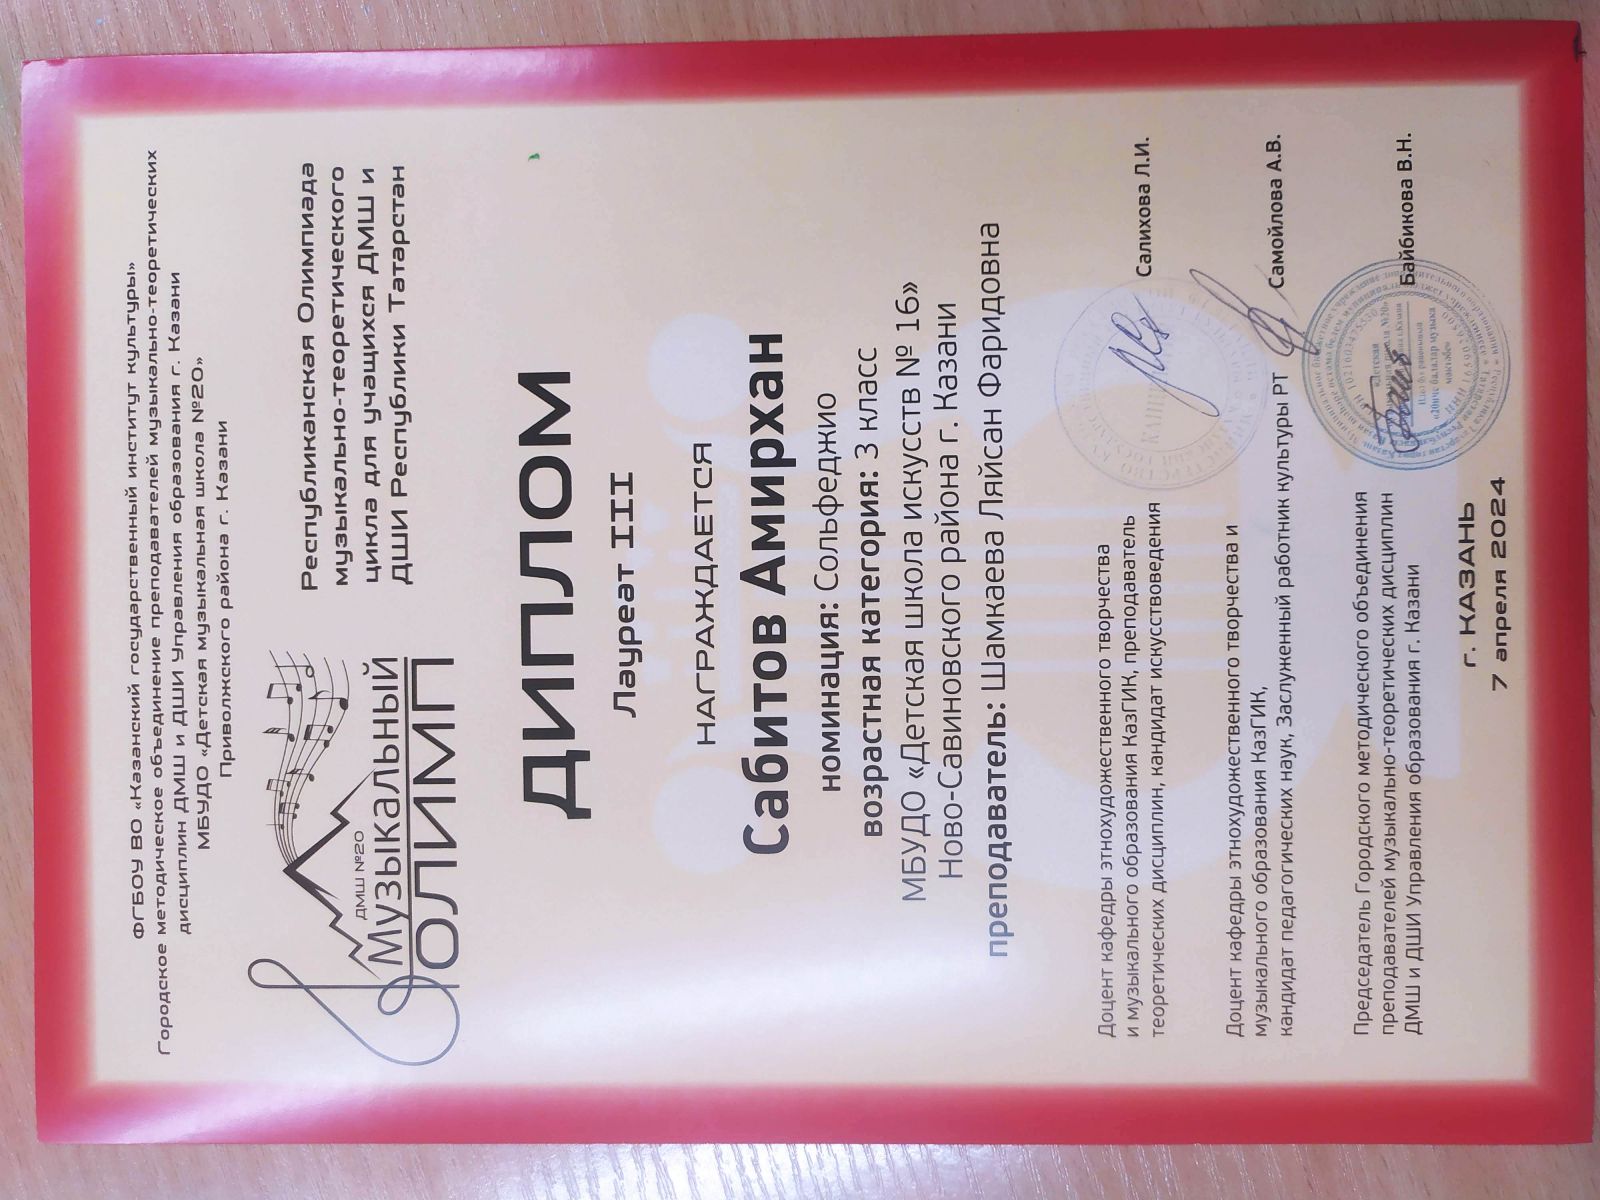 ФГБОУ ВО «Казанский государственный институт культуры»
Городское методическое объединение преподавателей музыкально-теоретических
дисциплин ДМШ и ДШИ Управления образования г. Казани
МБУДО «Детская музыкальная школа №20»
Приволжского района г. Казани
ДМШ №20
Музыкальный
ОЛИМП
Республиканская Олимпиада
музыкально-теоретического
цикла для учащихся ДМШ и
ДШИ Республики Татарстан
ДИПЛОМ
Лауреат III
НАГРАЖДАЕТСЯ
Сабитов Амирхан
номинация: Сольфеджио
возрастная категория: 3 класс
МБУДО «Детская школа искусств № 16»
Ново-Савиновского района г. Казани
преподаватель: Шамкаева Ляйсан Фаридовна
Доцент кафедры этнохудожественного творчества
и музыкального образования КазГИК, преподаватель
теоретических дисциплин, кандидат искусствоведения
Салихова Л.И.
Доцент кафедры этнохудожественного творчества и
музыкального образования КазГИК,
кандидат педагогических наук, Заслуженный работник культуры РТ
Самойлова А.В.
Председатель Городского методического объединения
преподавателей музыкально-теоретических дисциплин
ДМШ и ДШИ Управления образования г. Казани
Байбикова В.Н.
г. КАЗАНЬ
7 апреля 2024